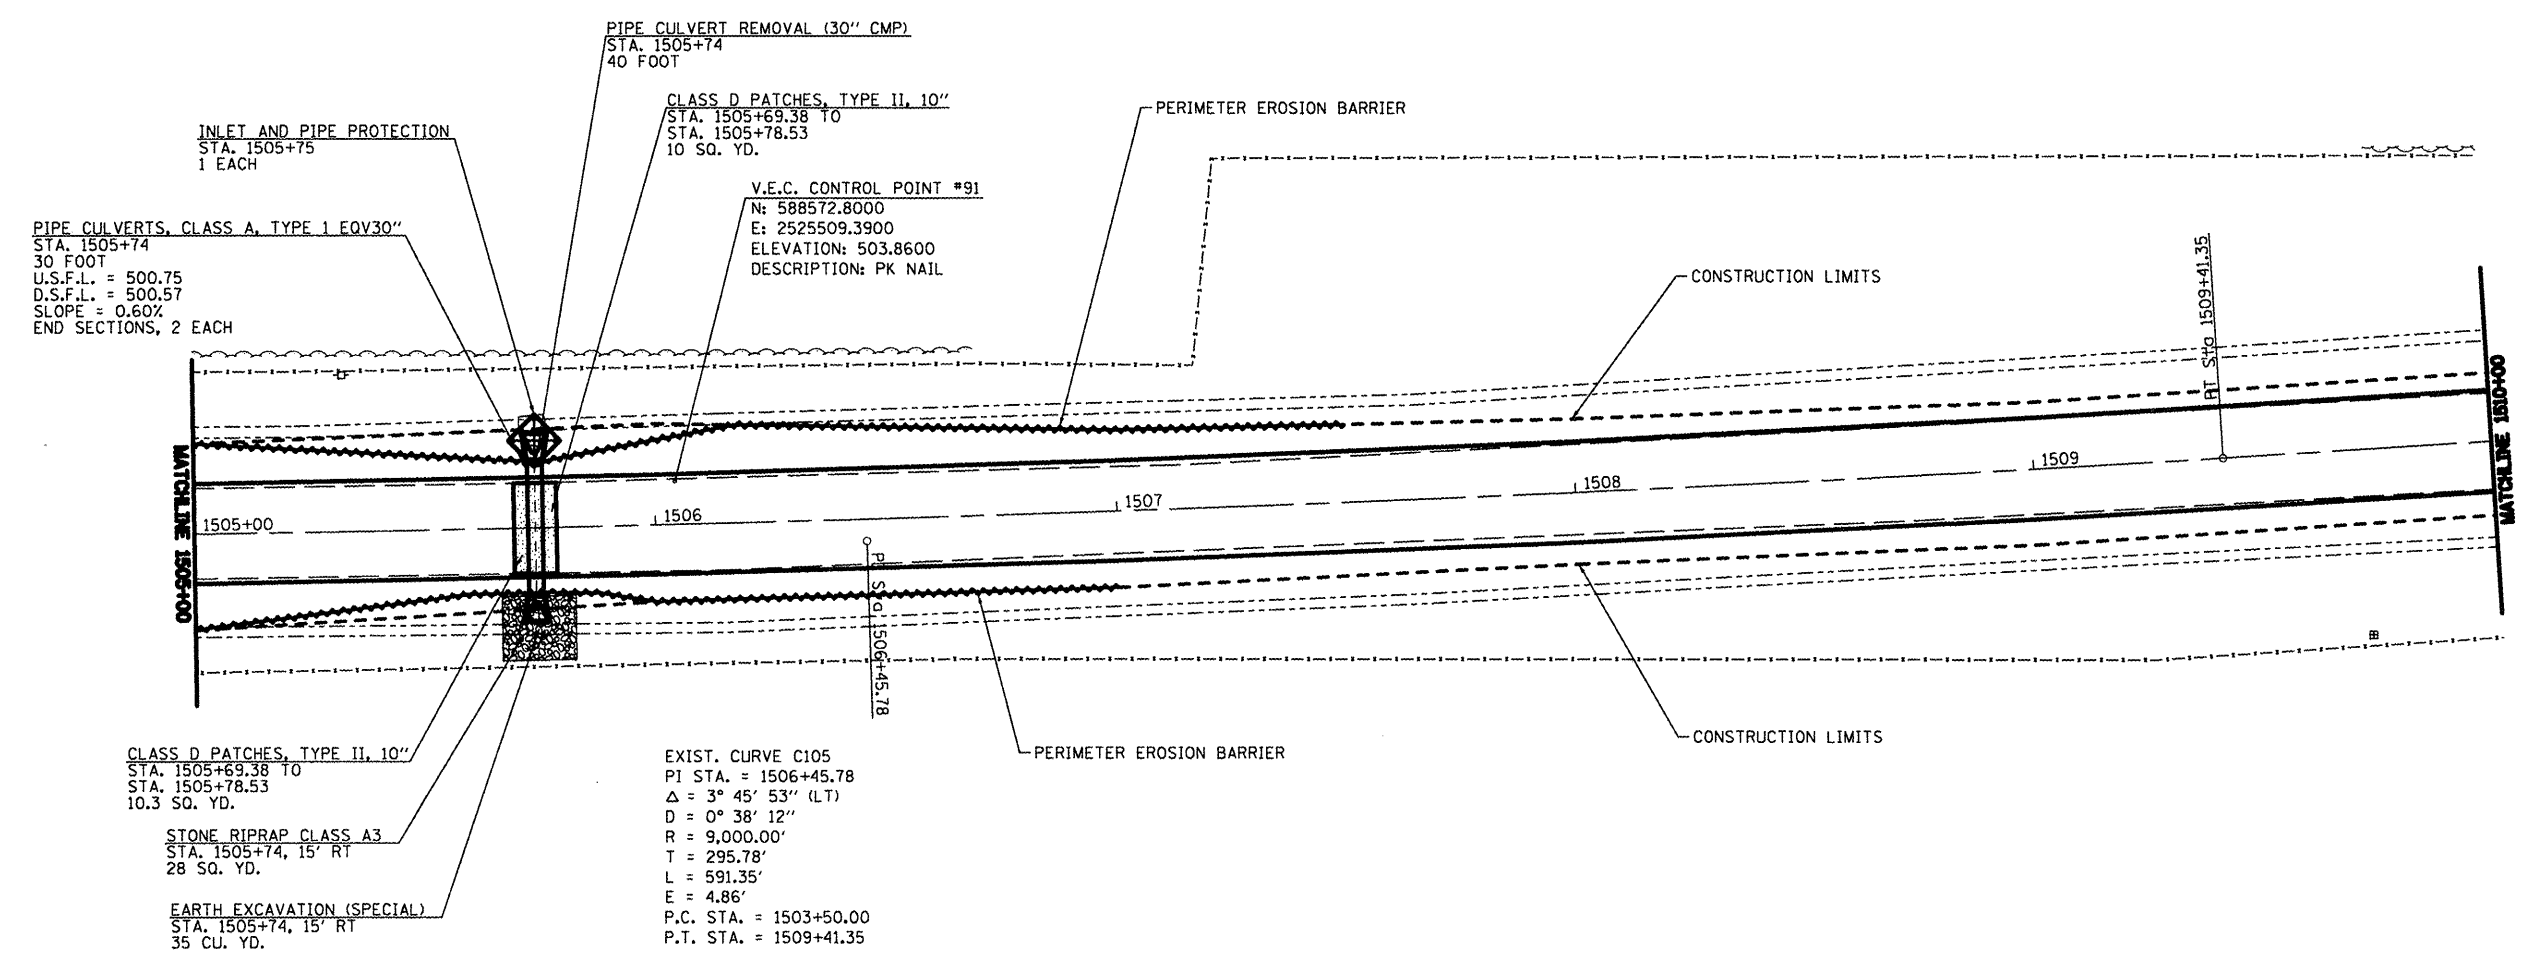 PIPE CULVERT REMOVAL (30" CMP)
STA. 1505+74
40 FOOT
CLASS D PATCHES, TYPE II, 10"
STA. 1505+69.38 TO
STA. 1505+78.53
10 SQ. YD.
PERIMETER EROSION BARRIER
INLET AND PIPE PROTECTION
STA. 1505+75
1 EACH
V.E.C. CONTROL POINT #91
N: 588572.8000
E: 2525509.3900
ELEVATION: 503.8600
DESCRIPTION: PK NAIL
PIPE CULVERTS, CLASS A, TYPE 1 EQV30"
STA. 1505+74
30 FOOT
U.S.F.L. = 500.75
D.S.F.L. = 500.57
SLOPE = 0.60%
END SECTIONS, 2 EACH
CONSTRUCTION LIMITS
PT Sta 1509+41.35
MATCHLINE 1510+00
MATCHLINE 1505+00
1505+00
1506
1507
1508
1509
PI Sta 1506+45.78
CLASS D PATCHES, TYPE II, 10"
STA. 1505+69.38 TO
STA. 1505+78.53
10.3 SQ. YD.
STONE RIPRAP CLASS A3
STA. 1505+74, 15' RT
28 SQ. YD.
EARTH EXCAVATION (SPECIAL)
STA. 1505+74, 15' RT
35 CU. YD.
EXIST. CURVE C105
PI STA. = 1506+45.78
Δ = 3° 45' 53" (LT)
D = 0° 38' 12"
R = 9,000.00'
T = 295.78'
L = 591.35'
E = 4.86'
P.C. STA. = 1503+50.00
P.T. STA. = 1509+41.35
PERIMETER EROSION BARRIER
CONSTRUCTION LIMITS